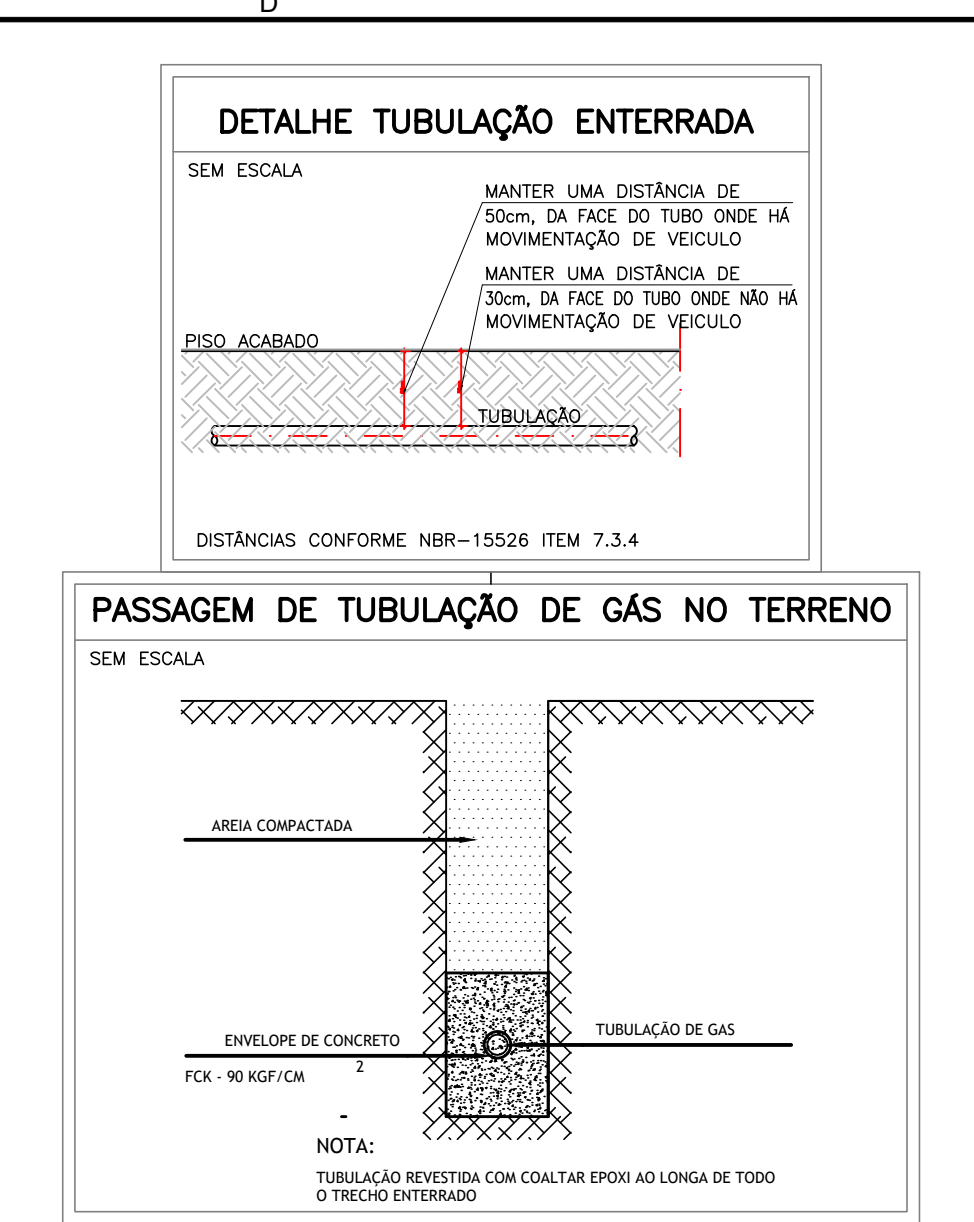 D
DETALHE TUBULAÇÃO ENTERRADA
SEM ESCALA
MANTER UMA DISTÂNCIA DE
50cm, DA FACE DO TUBO ONDE HÁ
MOVIMENTAÇÃO DE VEICULO
MANTER UMA DISTÂNCIA DE
30cm, DA FACE DO TUBO ONDE NÃO HÁ
MOVIMENTAÇÃO DE VEICULO
PISO ACABADO
TUBULAÇÃO
DISTÂNCIAS CONFORME NBR-15526 ITEM 7.3.4
PASSAGEM DE TUBULAÇÃO DE GÁS NO TERRENO
SEM ESCALA
AREIA COMPACTADA
TUBULAÇÃO DE GAS
ENVELOPE DE CONCRETO
FCK - 90 KGF/CM 2
-
NOTA:
TUBULAÇÃO REVESTIDA COM COALTAR EPOXI AO LONGA DE TODO
O TRECHO ENTERRADO